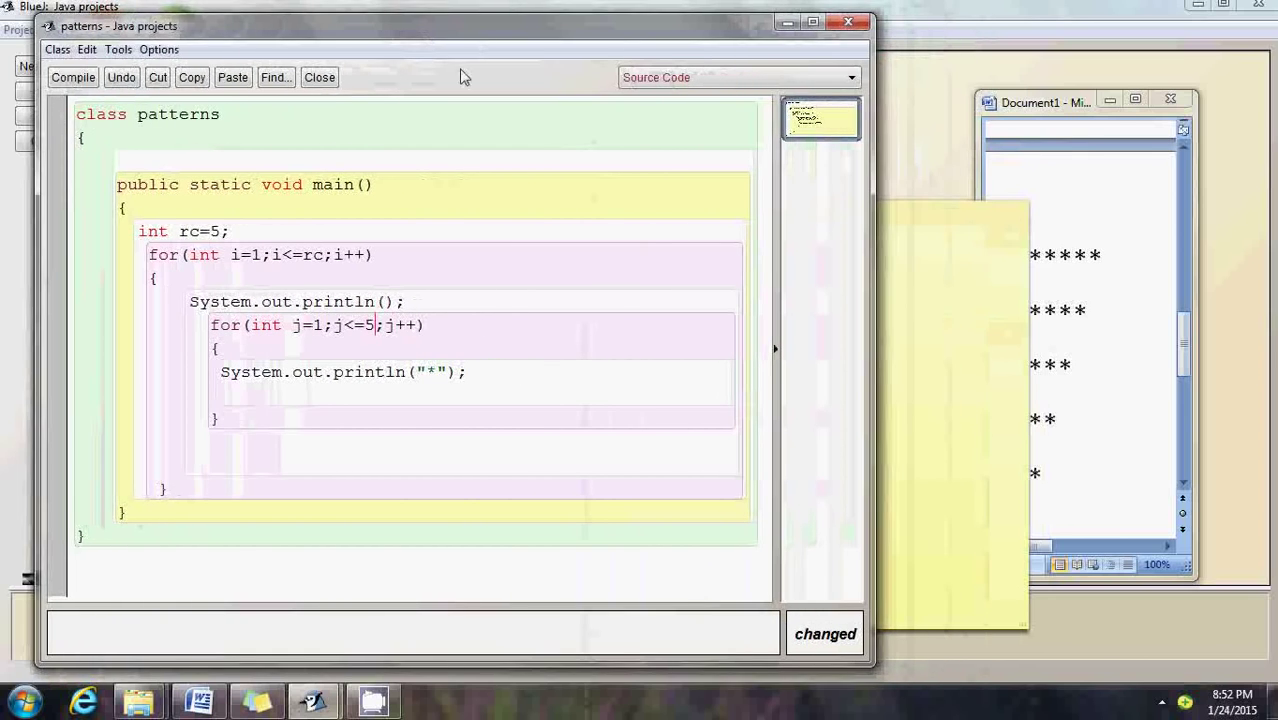 BlueJ: Java projects
patterns - Java projects
Class Edit Tools Options
Compile Undo Cut Copy Paste Find... Close
Source Code
class patterns
{
public static void main()
{
int rc=5;
for(int i=1;i<=rc;i++)
{
System.out.println();
for(int j=1;j<=5;j++)
{
System.out.println("*");
}
}
}
}
changed
Document1 - Mi...
*****
****
***
**
*
100%
8:52 PM
1/24/2015